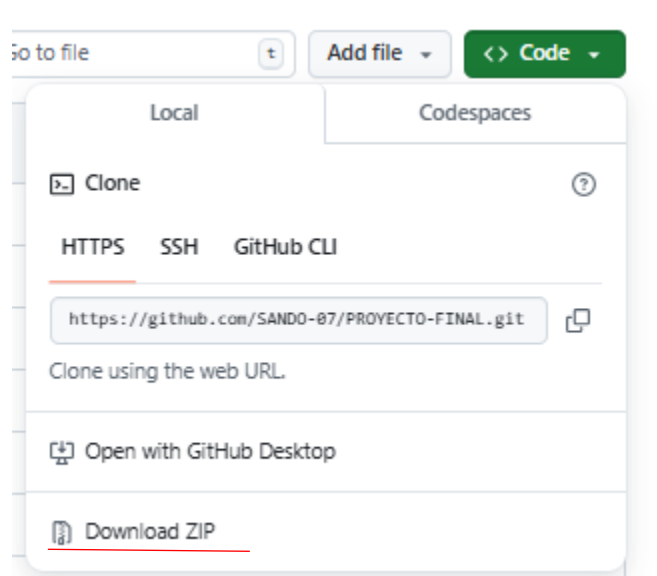 Go to file t Add file <> Code
Local Codespaces
Clone
HTTPS SSH GitHub CLI
https://github.com/SANDO-07/PROYECTO-FINAL.git
Clone using the web URL.
Open with GitHub Desktop
Download ZIP